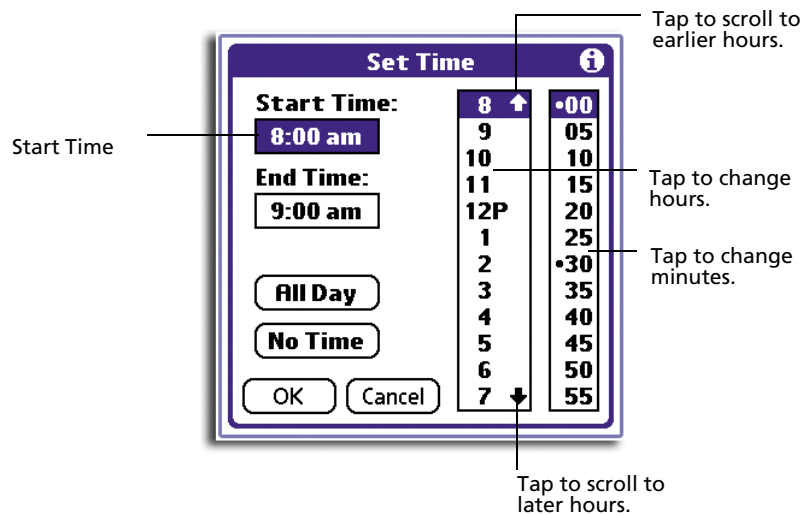 Tap to scroll to
earlier hours.
Set Time
Start Time:
8:00 am
Start Time
End Time:
9:00 am
All Day
No Time
OK
Cancel
8
9
10
11
12P
1
2
3
4
5
6
7
•00
05
10
15
20
25
•30
35
40
45
50
55
Tap to change
hours.
Tap to change
minutes.
Tap to scroll to
later hours.